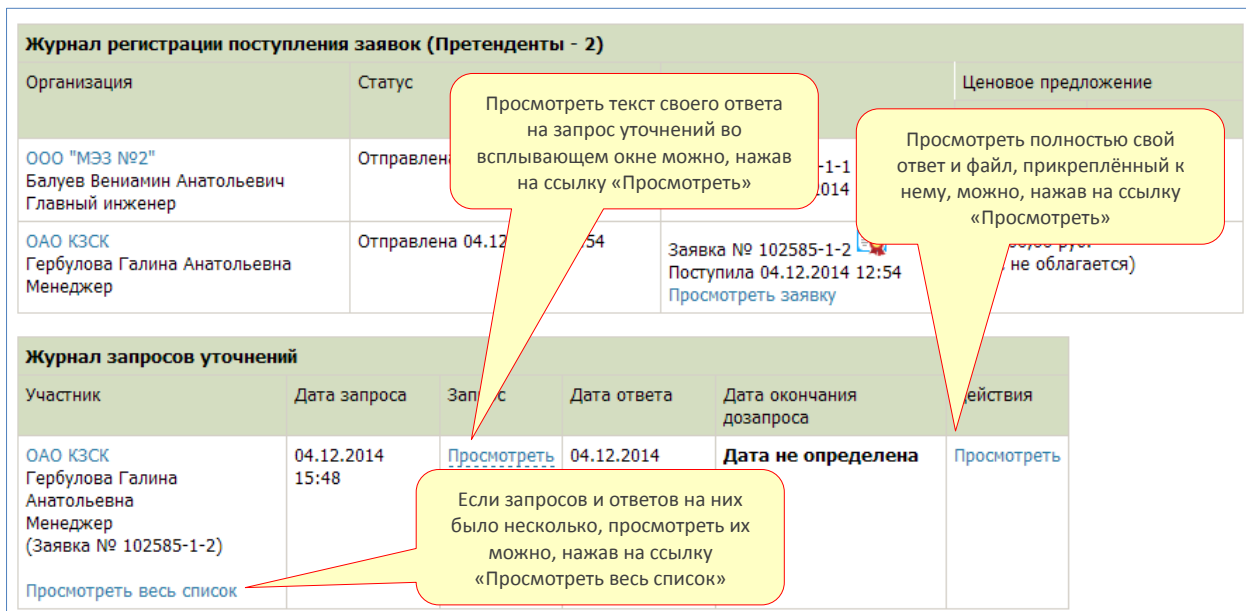 Журнал регистрации поступления заявок (Претенденты - 2)
Организация
Статус
Ценовое предложение
ООО "МЭЗ №2"
Балуев Вениамин Анатольевич
Главный инженер
-1-1
ОАО КЗСК
Гербулова Галина Анатольевна
Менеджер
Отправлена 04.12
54
Заявка № 102585-1-2
Поступила 04.12.2014 12:54
Просмотреть заявку
не облагается)
Просмотреть текст своего ответа
на запрос уточнений во
всплывающем окне можно, нажав
на ссылку «Просмотреть»
Просмотреть полностью свой
ответ и файл, прикреплённый к
нему, можно, нажав на ссылку
«Просмотреть»
Журнал запросов уточнений
Участник
Дата запроса
Дата ответа
Дата окончания
дозапроса
ОАО КЗСК
Гербулова Галина
Анатольевна
Менеджер
(Заявка № 102585-1-2)
Просмотреть весь список
04.12.2014
15:48
Просмотреть
04.12.2014
Дата не определена
Просмотреть
Если запросов и ответов на них
было несколько, просмотреть их
можно, нажав на ссылку
«Просмотреть весь список»